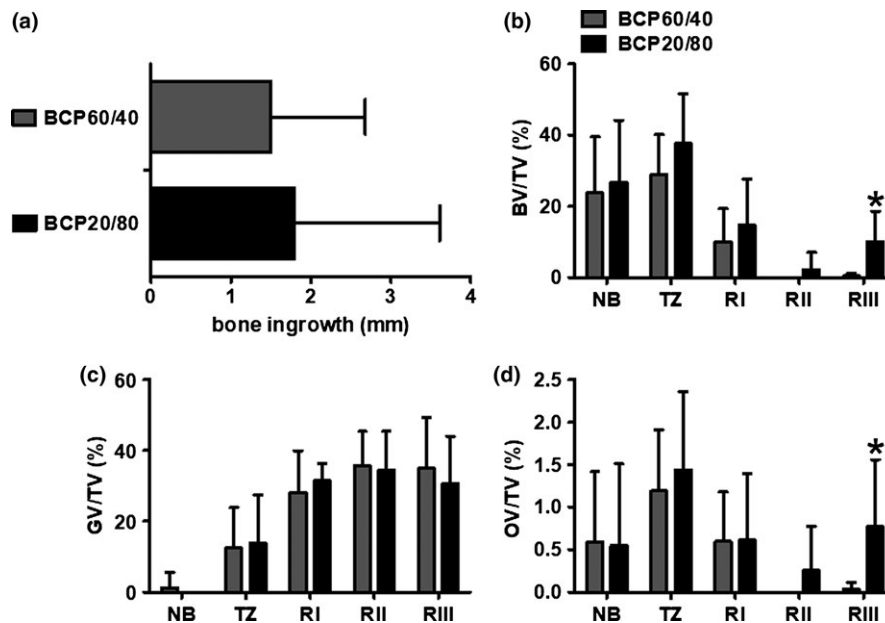 (a)
BCP60/40
BCP20/80
0 1 2 3 4
bone ingrowth (mm)
(b)
BCP60/40
BCP20/80
BV/TV (%)
60
40
20
0
NB TZ RI RII RIII
*
(c)
GV/TV (%)
60
40
20
0
NB TZ RI RII RIII
(d)
OV/TV (%)
2.5
2.0
1.5
1.0
0.5
0.0
NB TZ RI RII RIII
*